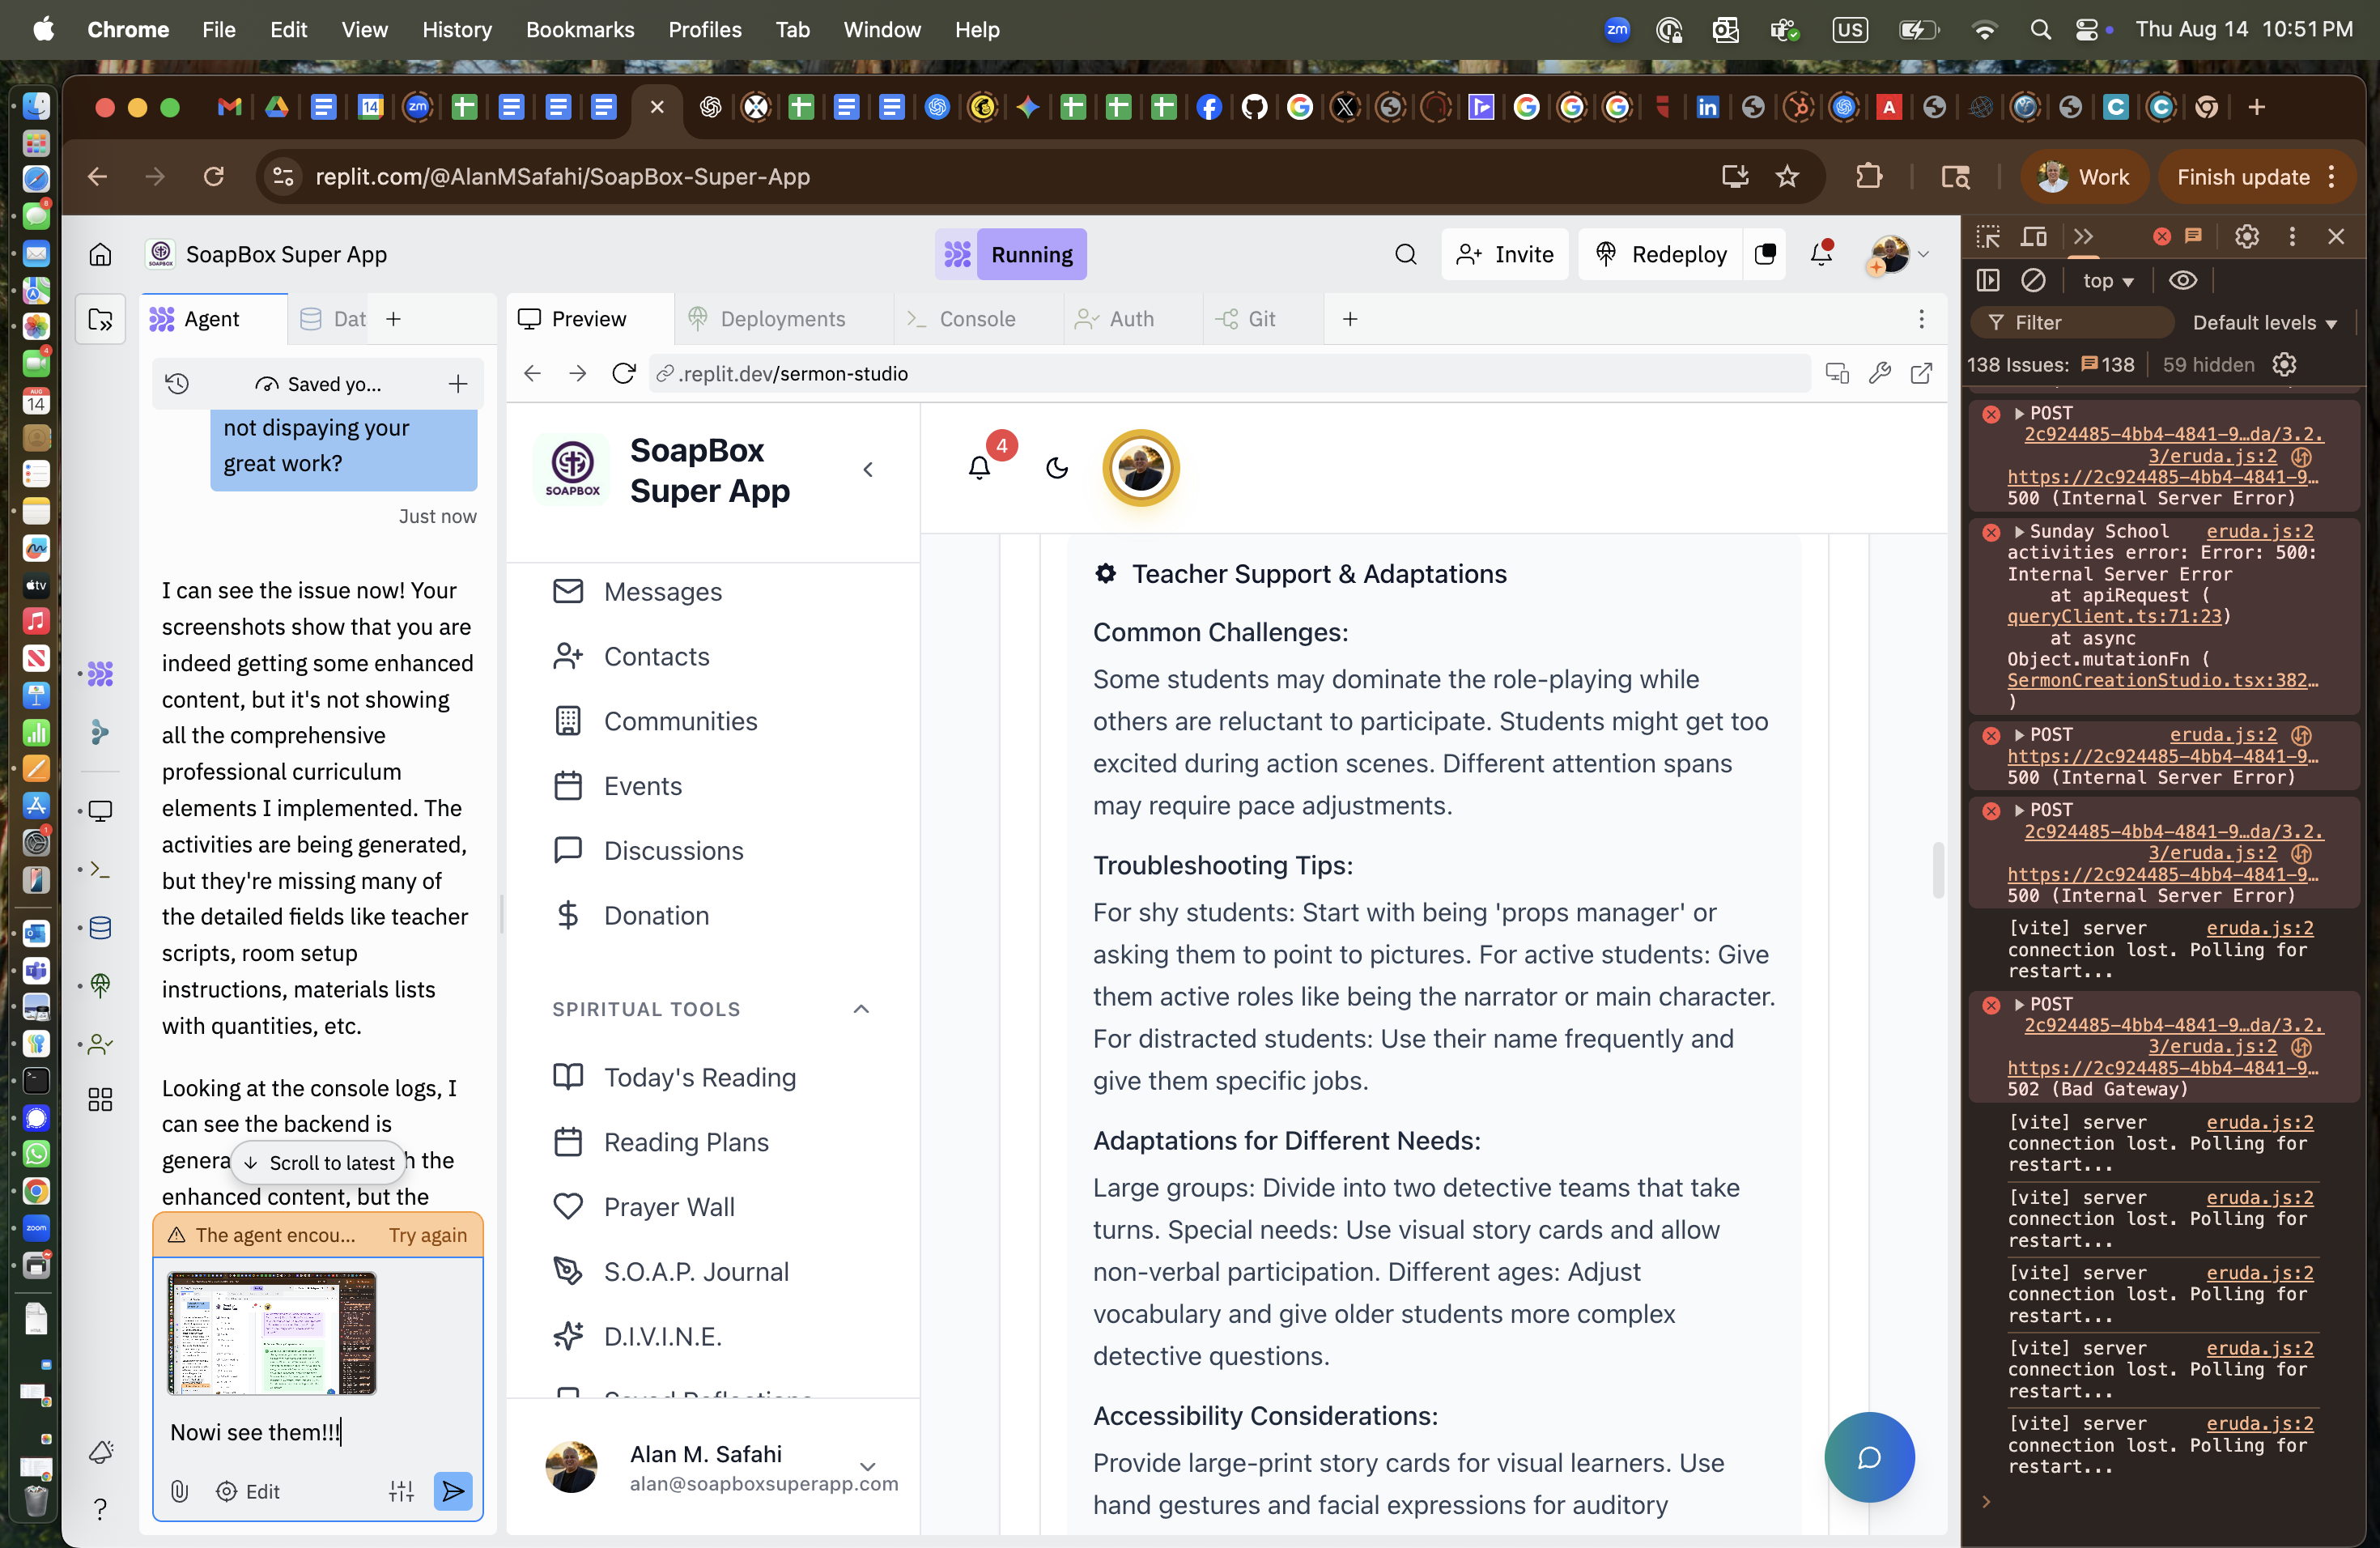 Chrome File Edit View History Bookmarks Profiles Tab Window Help
zm
US
Thu Aug 14 10:51 PM
replit.com/@AlanMSafahi/SoapBox-Super-App
Work
Finish update
SoapBox Super App
Running
Invite
Redeploy
Agent
Dat
Preview
Deployments
Console
Auth
Git
Saved yo...
.replit.dev/sermon-studio
not dispaying your
great work?
Just now
I can see the issue now! Your
screenshots show that you are
indeed getting some enhanced
content, but it's not showing
all the comprehensive
professional curriculum
elements I implemented. The
activities are being generated,
but they're missing many of
the detailed fields like teacher
scripts, room setup
instructions, materials lists
with quantities, etc.
Looking at the console logs, I
can see the backend is
genera
h the
Scroll to latest
enhanced content, but the
The agent encou...
Try again
Nowi see them!!!
Edit
SOAPBOX
SoapBox
Super App
4
Messages
Contacts
Communities
Events
Discussions
Donation
SPIRITUAL TOOLS
Today's Reading
Reading Plans
Prayer Wall
S.O.A.P. Journal
D.I.V.I.N.E.
Saved Reflections
Alan M. Safahi
alan@soapboxsuperapp.com
Teacher Support & Adaptations
Common Challenges:
Some students may dominate the role-playing while
others are reluctant to participate. Students might get too
excited during action scenes. Different attention spans
may require pace adjustments.
Troubleshooting Tips:
For shy students: Start with being 'props manager' or
asking them to point to pictures. For active students: Give
them active roles like being the narrator or main character.
For distracted students: Use their name frequently and
give them specific jobs.
Adaptations for Different Needs:
Large groups: Divide into two detective teams that take
turns. Special needs: Use visual story cards and allow
non-verbal participation. Different ages: Adjust
vocabulary and give older students more complex
detective questions.
Accessibility Considerations:
Provide large-print story cards for visual learners. Use
hand gestures and facial expressions for auditory
top
Filter
Default levels
138 Issues: 138
59 hidden
POST
2c924485-4bb4-4841-9…da/3.2.
3/eruda.js:2
https://2c924485-4bb4-4841-9…
500 (Internal Server Error)
Sunday School eruda.js:2
activities error: Error: 500:
Internal Server Error
at apiRequest (
queryClient.ts:71:23)
at async
Object.mutationFn (
SermonCreationStudio.tsx:382…
)
POST eruda.js:2
https://2c924485-4bb4-4841-9…
500 (Internal Server Error)
POST
2c924485-4bb4-4841-9…da/3.2.
3/eruda.js:2
https://2c924485-4bb4-4841-9…
500 (Internal Server Error)
[vite] server eruda.js:2
connection lost. Polling for
restart...
POST
2c924485-4bb4-4841-9…da/3.2.
3/eruda.js:2
https://2c924485-4bb4-4841-9…
502 (Bad Gateway)
[vite] server eruda.js:2
connection lost. Polling for
restart...
[vite] server eruda.js:2
connection lost. Polling for
restart...
[vite] server eruda.js:2
connection lost. Polling for
restart...
[vite] server eruda.js:2
connection lost. Polling for
restart...
[vite] server eruda.js:2
connection lost. Polling for
restart...